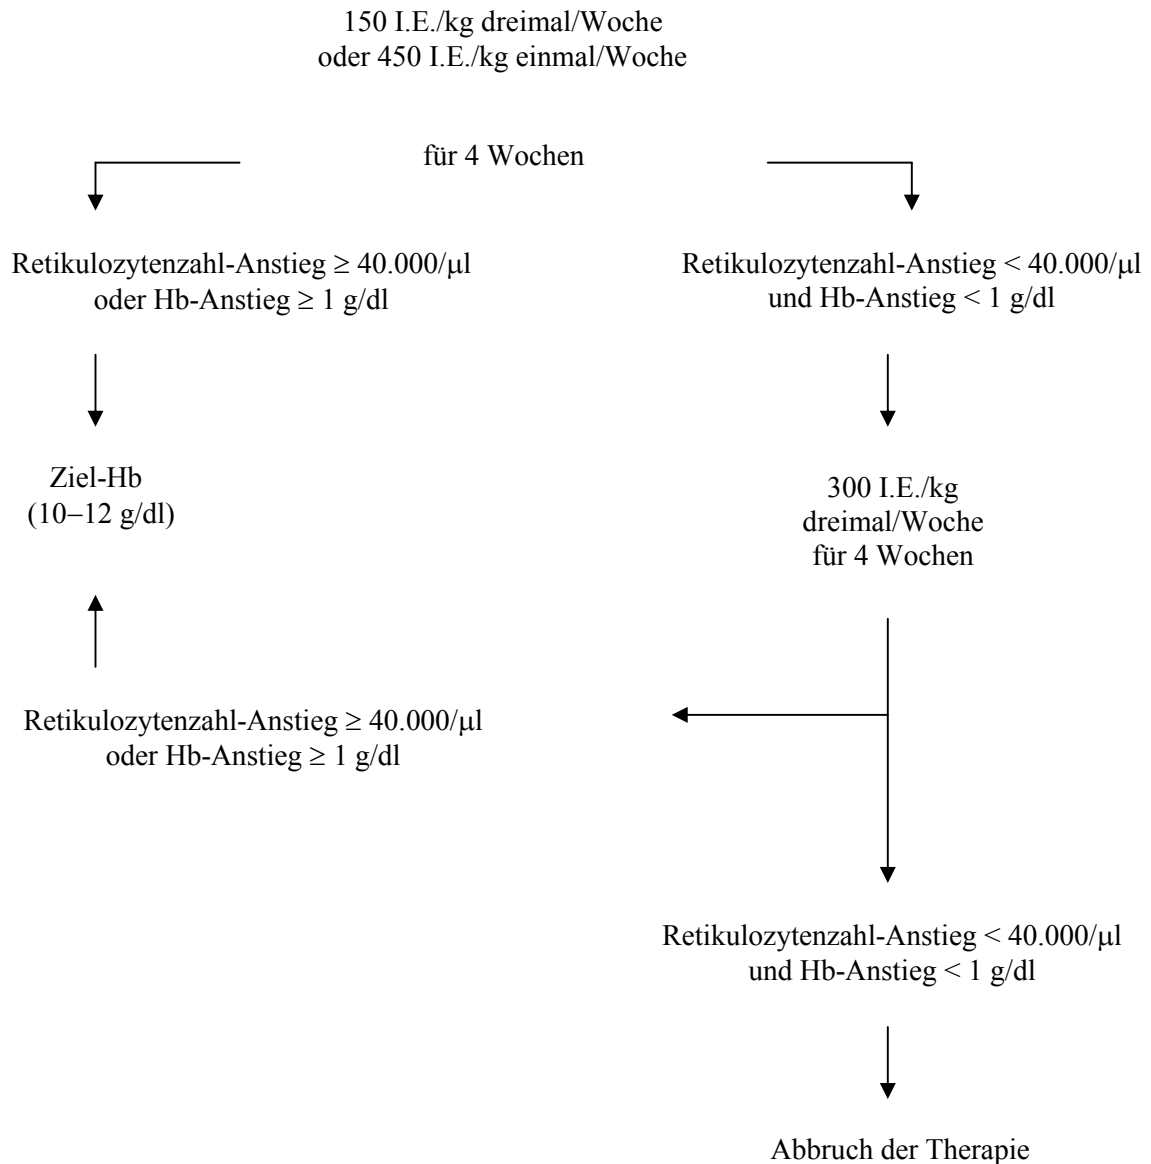 150 I.E./kg dreimal/Woche
oder 450 I.E./kg einmal/Woche
für 4 Wochen
Retikulozytenzahl-Anstieg ≥ 40.000/μl
oder Hb-Anstieg ≥ 1 g/dl
Retikulozytenzahl-Anstieg < 40.000/μl
und Hb-Anstieg < 1 g/dl
Ziel-Hb
(10–12 g/dl)
300 I.E./kg
dreimal/Woche
für 4 Wochen
Retikulozytenzahl-Anstieg ≥ 40.000/μl
oder Hb-Anstieg ≥ 1 g/dl
Retikulozytenzahl-Anstieg < 40.000/μl
und Hb-Anstieg < 1 g/dl
Abbruch der Therapie